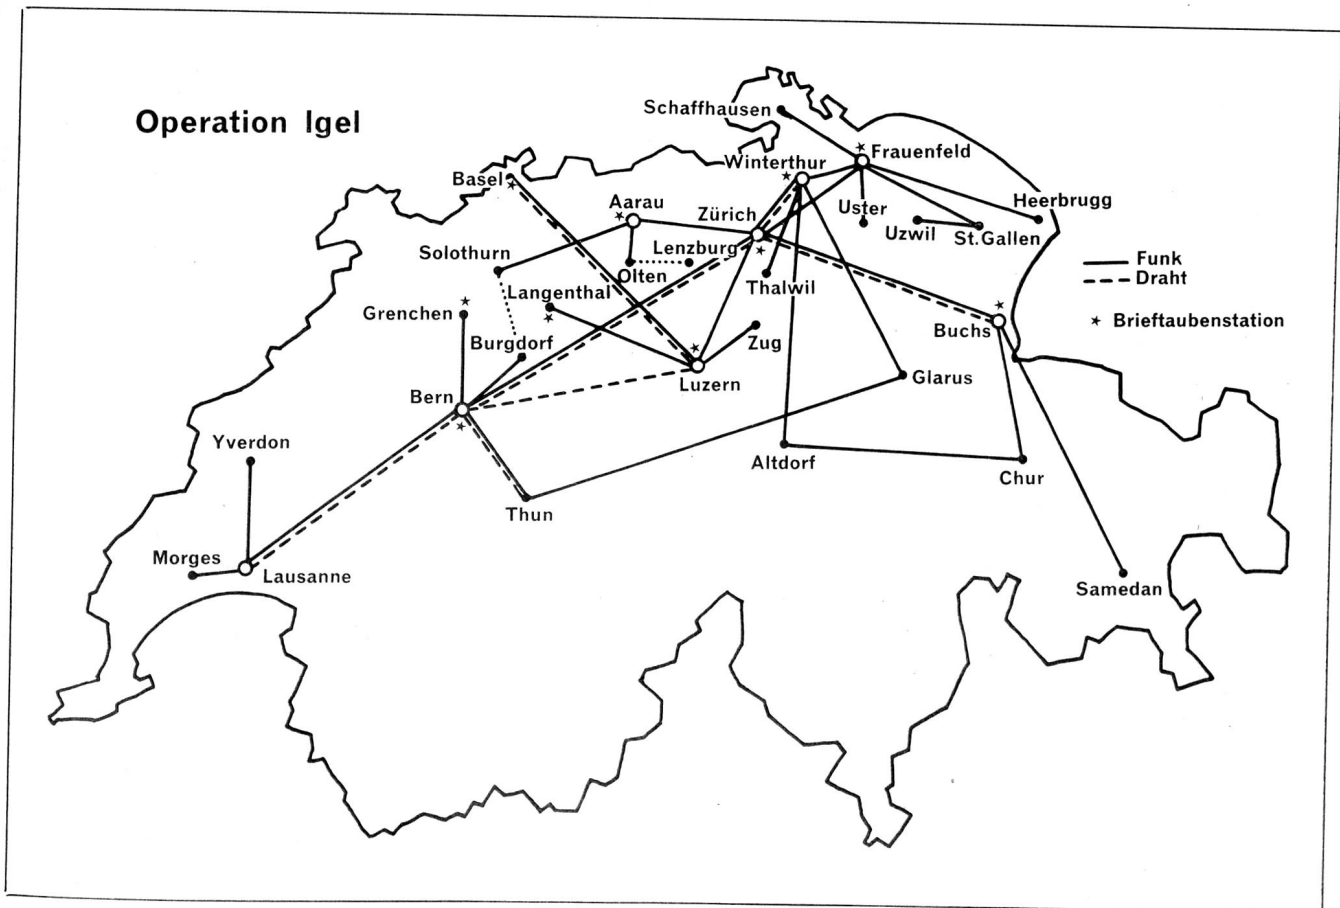 Operation Igel
Schaffhausen
Frauenfeld
Winterthur
Basel
Heerbrugg
Aarau
Zürich
Uster
Uzwil
St.Gallen
Solothurn
Lenzburg
Olten
Funk
Draht
Thalwil
Langenthal
Grenchen
Brieftaubenstation
Buchs
Burgdorf
Zug
Luzern
Glarus
Bern
Yverdon
Altdorf
Chur
Thun
Morges
Lausanne
Samedan